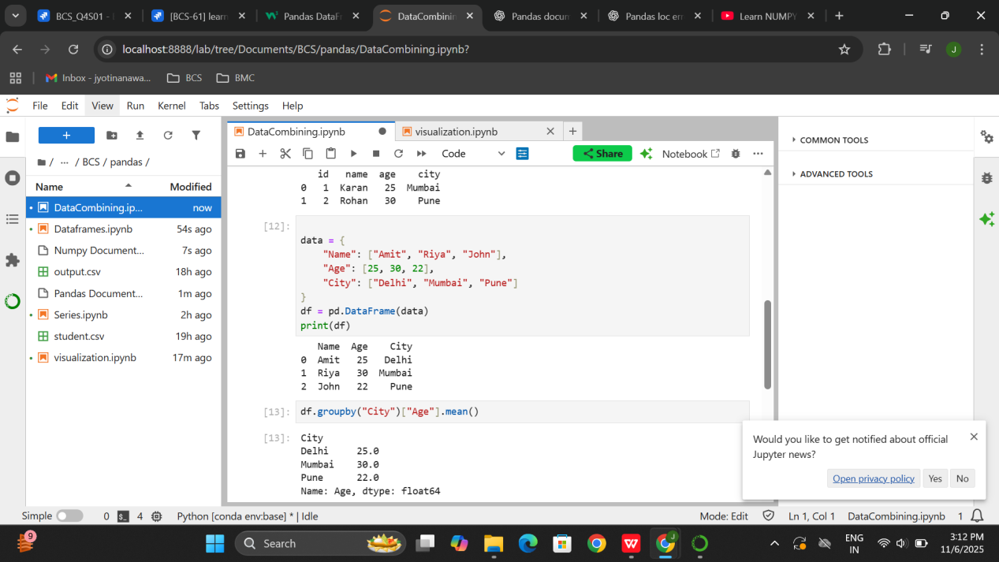 BCS_Q4S01 -
[BCS-61] learn
Pandas DataFr
DataCombinin
Pandas docum
Pandas loc err
Learn NUMPY
localhost:8888/lab/tree/Documents/BCS/pandas/DataCombining.ipynb?
J
Inbox - jyotinanawa...
BCS
BMC
File Edit View Run Kernel Tabs Settings Help
DataCombining.ipynb
visualization.ipynb
Code
Share
Notebook
/ ... / BCS / pandas /
Name Modified
DataCombining.ip... now
Dataframes.ipynb 54s ago
Numpy Document... 7s ago
output.csv 18h ago
Pandas Document... 1m ago
Series.ipynb 2h ago
student.csv 19h ago
visualization.ipynb 17m ago
id name age city
0 1 Karan 25 Mumbai
1 2 Rohan 30 Pune
[12]:
data = {
"Name": ["Amit", "Riya", "John"],
"Age": [25, 30, 22],
"City": ["Delhi", "Mumbai", "Pune"]
}
df = pd.DataFrame(data)
print(df)
Name Age City
0 Amit 25 Delhi
1 Riya 30 Mumbai
2 John 22 Pune
[13]: df.groupby("City")["Age"].mean()
[13]: City
Delhi 25.0
Mumbai 30.0
Pune 22.0
Name: Age, dtype: float64
COMMON TOOLS
ADVANCED TOOLS
Would you like to get notified about official
Jupyter news?
Open privacy policy Yes No
Simple 0 4 Python [conda env:base] * | Idle
Mode: Edit Ln 1, Col 1 DataCombining.ipynb 1
9
Search
J
ENG
IN
3:12 PM
11/6/2025